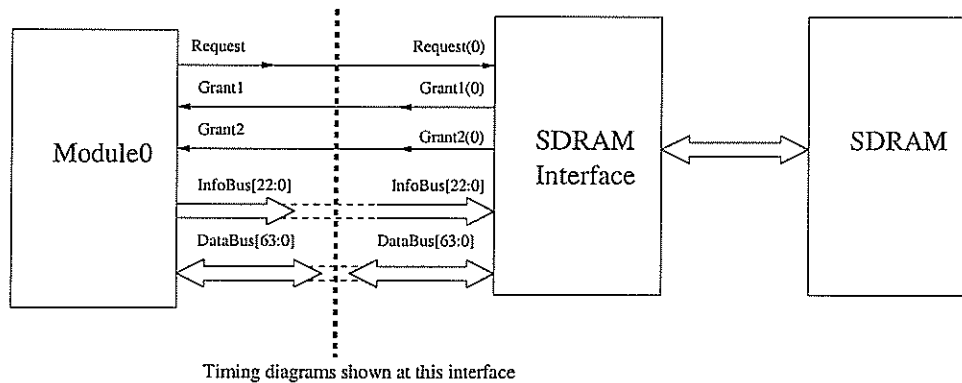 Request
Request(0)
Grant1
Grant1(0)
Grant2
Grant2(0)
Module0
SDRAM
Interface
SDRAM
InfoBus[22:0]
InfoBus[22:0]
DataBus[63:0]
DataBus[63:0]
Timing diagrams shown at this interface